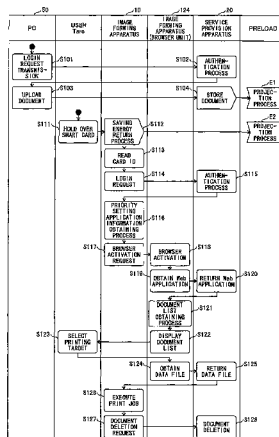 50
10
124
20
PC
USER
Taro
IMAGE
FORMING
APPARATUS
IMAGE
FORMING
APPARATUS
(BROWSER UNIT)
SERVICE
PROVISION
APPARATUS
PRELOAD
LOGIN
REQUEST
TRANSMIS-
SION
S101
S102
AUTHEN-
TICATION
PROCESS
E1
PROJEC-
TION
PROCESS
UPLOAD
DOCUMENT
S103
S104
STORE
DOCUMENT
S111
HOLD OVER
SMART CARD
SAVING
ENERGY
RETURN
PROCESS
S112
E2
PROJEC-
TION
PROCESS
READ
CARD ID
S113
LOGIN
REQUEST
S114
AUTHEN-
TICATION
PROCESS
S115
PRIORITY
SETTING
APPLICATION
INFORMATION
OBTAINING
PROCESS
S116
S117
BROWSER
ACTIVATION
REQUEST
BROWSER
ACTIVATION
S118
S119
OBTAIN Web
APPLICATION
RETURN Web
APPLICATION
S120
DOCUMENT
LIST
OBTAINING
PROCESS
S121
S123
SELECT
PRINTING
TARGET
DISPLAY
DOCUMENT
LIST
S122
S124
OBTAIN
DATA FILE
RETURN
DATA FILE
S125
S126
EXECUTE
PRINT JOB
S127
DOCUMENT
DELETION
REQUEST
DOCUMENT
DELETION
S128